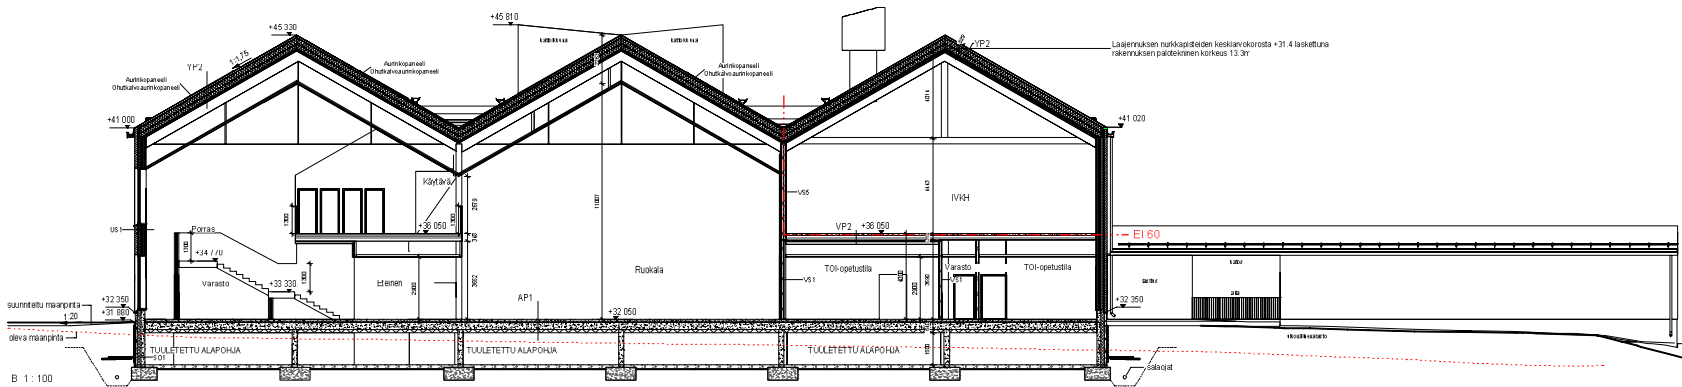 +45 810
+45 330
1:1,75
YP2
Aurinkopaneeli
Ohutkalvoaurinkopaneeli
Aurinkopaneeli
Ohutkalvoaurinkopaneeli
Aurinkopaneeli
Ohutkalvoaurinkopaneeli
YP2
Laajennuksen nurkkapisteiden keskiarvokorosta +31.4 laskettuna
rakennuksen palotekninen korkeus 13.3m
+41 000
+41 020
Käytävä
VS5
IVKH
US1
Porras
+36 050
VP2
+36 050
EI 60
+34 770
Varasto
+33 330
Eteinen
Ruokala
TOI-opetustila
Varasto
TOI-opetustila
VS1
VS1
AP1
suunniteltu maanpinta
1:20
+32 350
+31 880
+32 050
+32 350
oleva maanpinta
SO1
TUULETETTU ALAPOHJA
TUULETETTU ALAPOHJA
TUULETETTU ALAPOHJA
salaojat
B 1 : 100